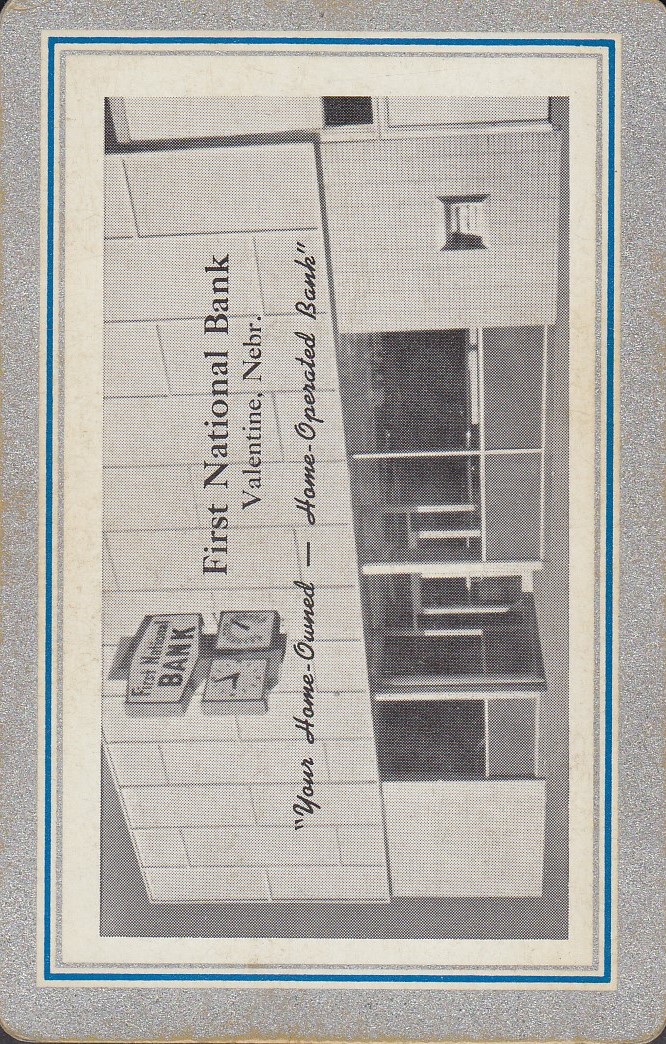 First National Bank
Valentine, Nebr.
"Your Home-Owned — Home-Operated Bank"
First National
BANK